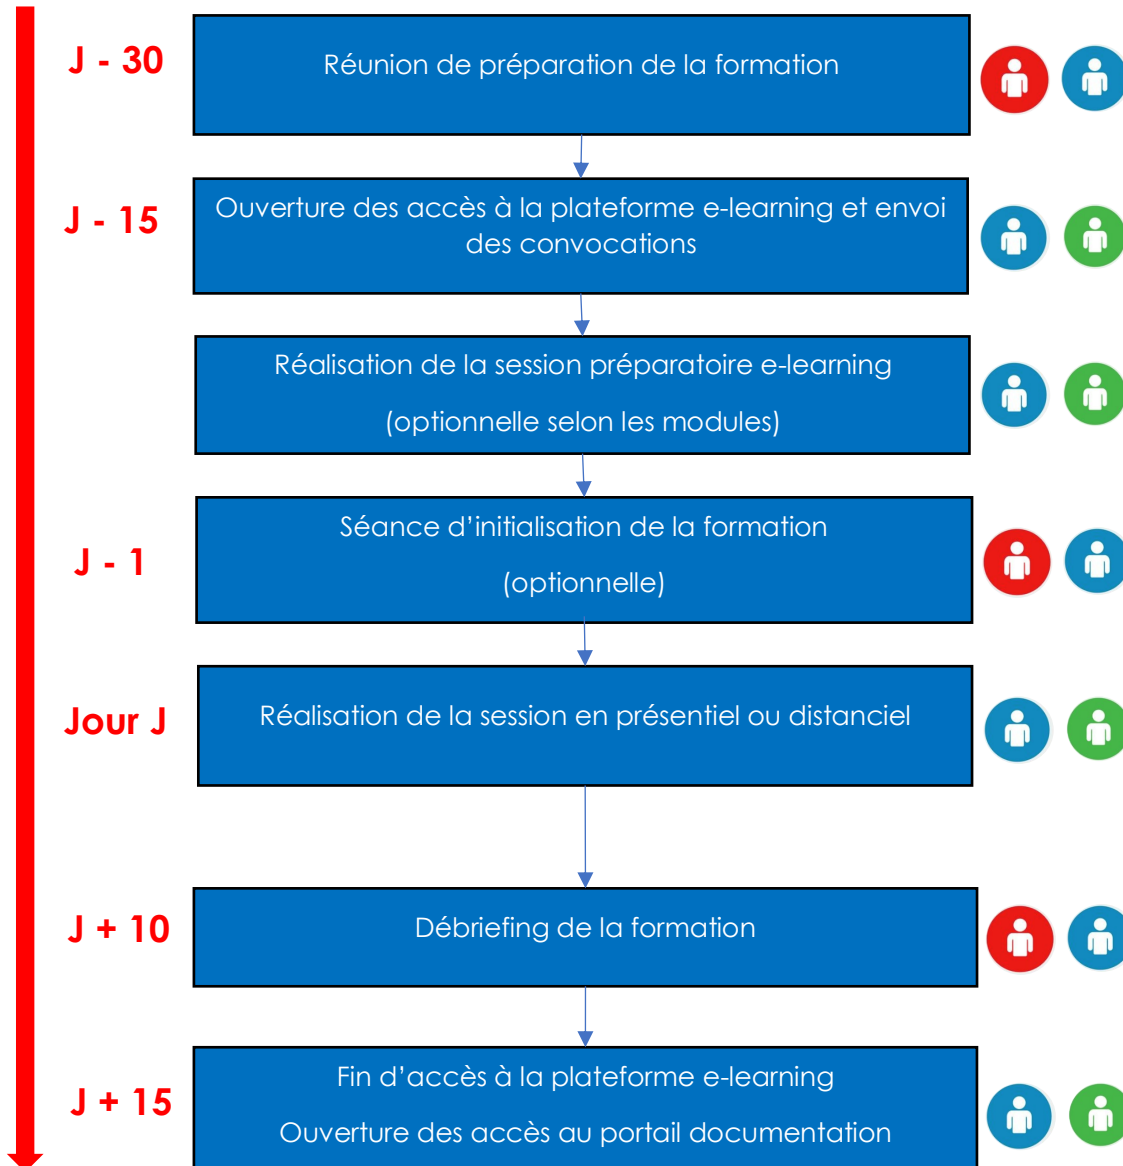 J - 30
Réunion de préparation de la formation
J - 15
Ouverture des accès à la plateforme e-learning et envoi
des convocations
Réalisation de la session préparatoire e-learning
(optionnelle selon les modules)
J - 1
Séance d’initialisation de la formation
(optionnelle)
Jour J
Réalisation de la session en présentiel ou distanciel
J + 10
Débriefing de la formation
J + 15
Fin d’accès à la plateforme e-learning
Ouverture des accès au portail documentation